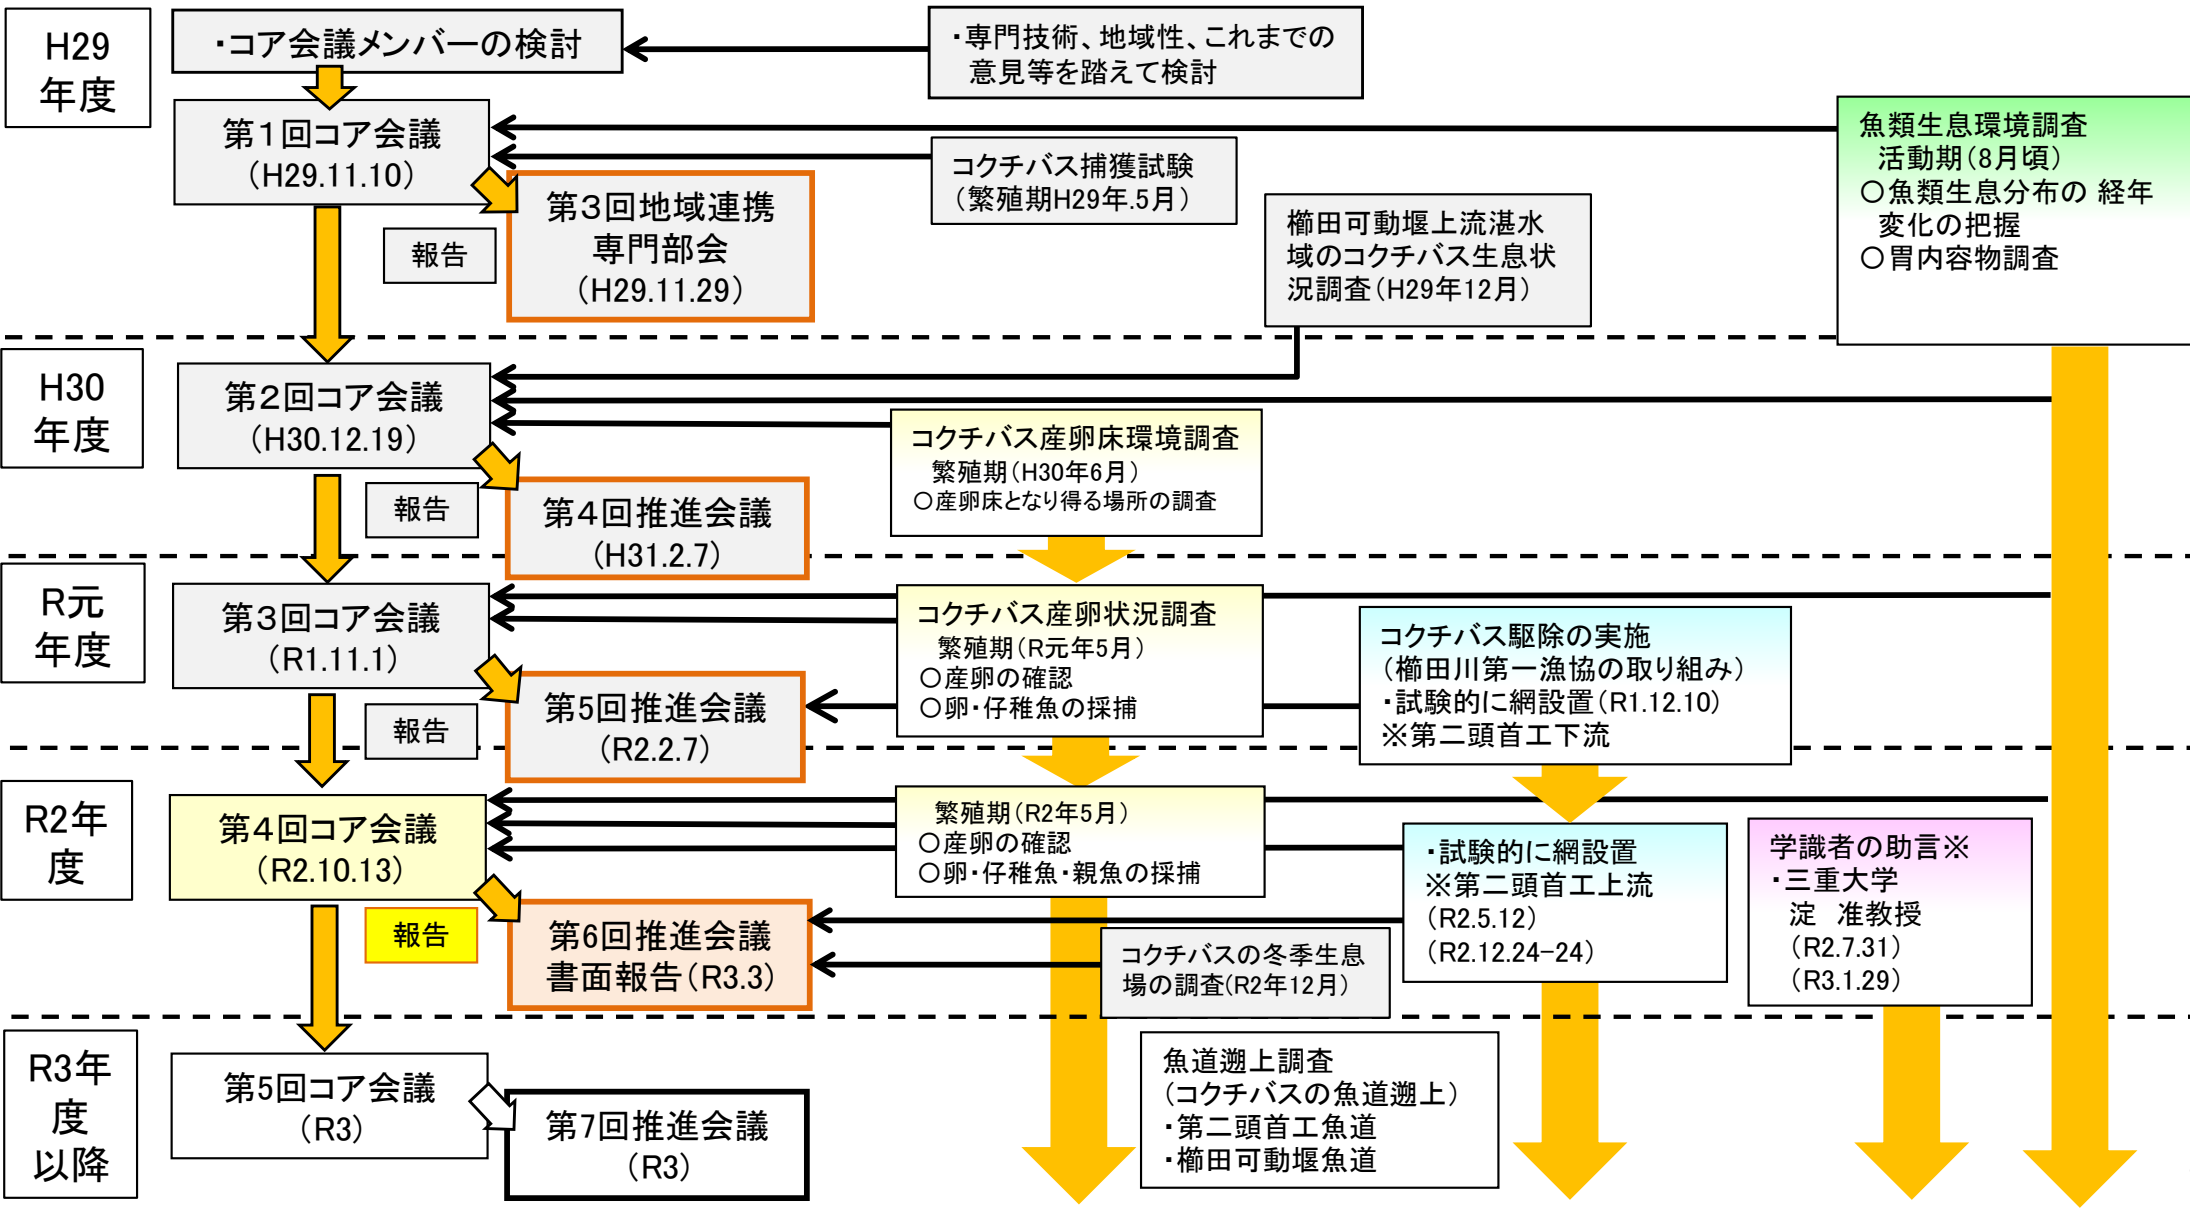 H29
年度
・コア会議メンバーの検討
・専門技術、地域性、これまでの
意見等を踏まえて検討
第1回コア会議
(H29.11.10)
報告
第3回地域連携
専門部会
(H29.11.29)
コクチバス捕獲試験
(繁殖期H29年.5月)
櫛田可動堰上流湛水
域のコクチバス生息状
況調査(H29年12月)
魚類生息環境調査
活動期(8月頃)
○魚類生息分布の 経年
変化の把握
○胃内容物調査
H30
年度
第2回コア会議
(H30.12.19)
報告
第4回推進会議
(H31.2.7)
コクチバス産卵床環境調査
繁殖期(H30年6月)
○産卵床となり得る場所の調査
R元
年度
第3回コア会議
(R1.11.1)
報告
第5回推進会議
(R2.2.7)
コクチバス産卵状況調査
繁殖期(R元年5月)
○産卵の確認
○卵・仔稚魚の採捕
コクチバス駆除の実施
(櫛田川第一漁協の取り組み)
・試験的に網設置(R1.12.10)
※第二頭首工下流
R2年
度
第4回コア会議
(R2.10.13)
報告
第6回推進会議
書面報告(R3.3)
繁殖期(R2年5月)
○産卵の確認
○卵・仔稚魚・親魚の採捕
・試験的に網設置
※第二頭首工上流
(R2.5.12)
(R2.12.24-24)
コクチバスの冬季生息
場の調査(R2年12月)
学識者の助言※
・三重大学
淀 准教授
(R2.7.31)
(R3.1.29)
R3年
度
以降
第5回コア会議
(R3)
第7回推進会議
(R3)
魚道遡上調査
(コクチバスの魚道遡上)
・第二頭首工魚道
・櫛田可動堰魚道